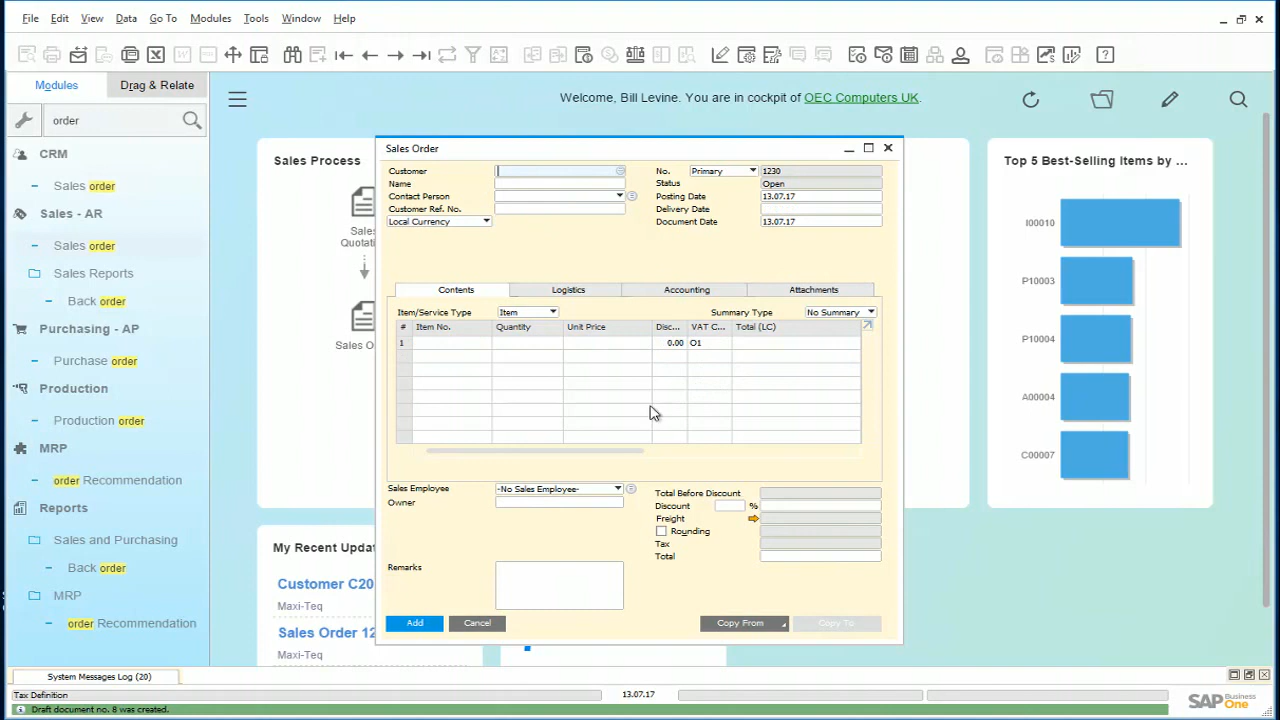 File Edit View Data Go To Modules Tools Window Help
Modules Drag & Relate
order
CRM
Sales order
Sales - AR
Sales order
Sales Reports
Back order
Purchasing - AP
Purchase order
Production
Production order
MRP
order Recommendation
Reports
Sales and Purchasing
Back order
MRP
order Recommendation
Welcome, Bill Levine. You are in cockpit of OEC Computers UK.
Sales Process
Sales
Quotati
Sales O
My Recent Updat
Customer C20
Maxi-Teq
Sales Order 12
Maxi-Teq
Sales Order
Customer
Name
Contact Person
Customer Ref. No.
Local Currency
No. Primary 1230
Status Open
Posting Date 13.07.17
Delivery Date
Document Date 13.07.17
Contents Logistics Accounting Attachments
Item/Service Type Item Summary Type No Summary
# Item No. Quantity Unit Price Disc... VAT C... Total (LC)
1 0.00 O1
Sales Employee -No Sales Employee-
Owner
Total Before Discount
Discount %
Freight
Rounding
Tax
Total
Remarks
Add Cancel Copy From Copy To
Top 5 Best-Selling Items by ...
I00010
P10003
P10004
A00004
C00007
System Messages Log (20)
Tax Definition 13.07.17
Draft document no. 8 was created.
SAP Business One